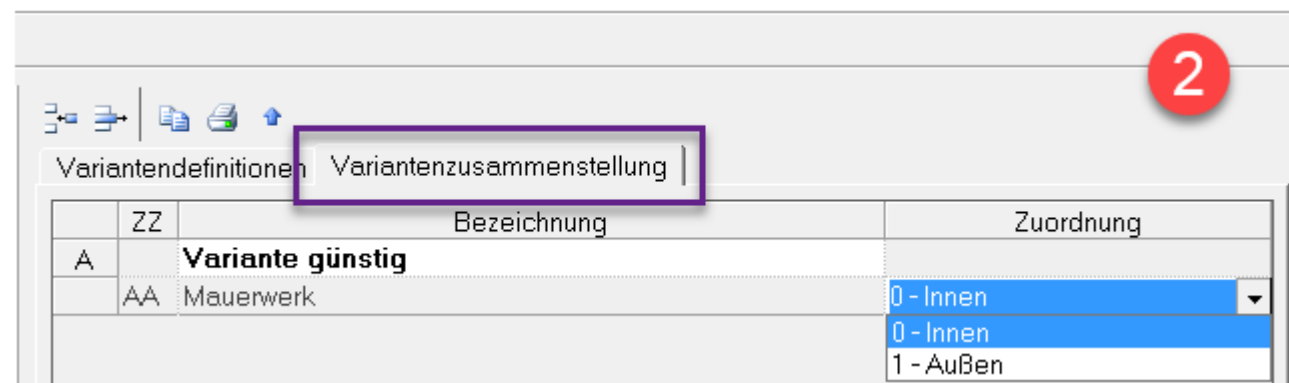 2
Variantendefinitionen Variantenzusammenstellung
ZZ Bezeichnung Zuordnung
A Variante günstig
AA Mauerwerk 0 - Innen
0 - Innen
1 - Außen